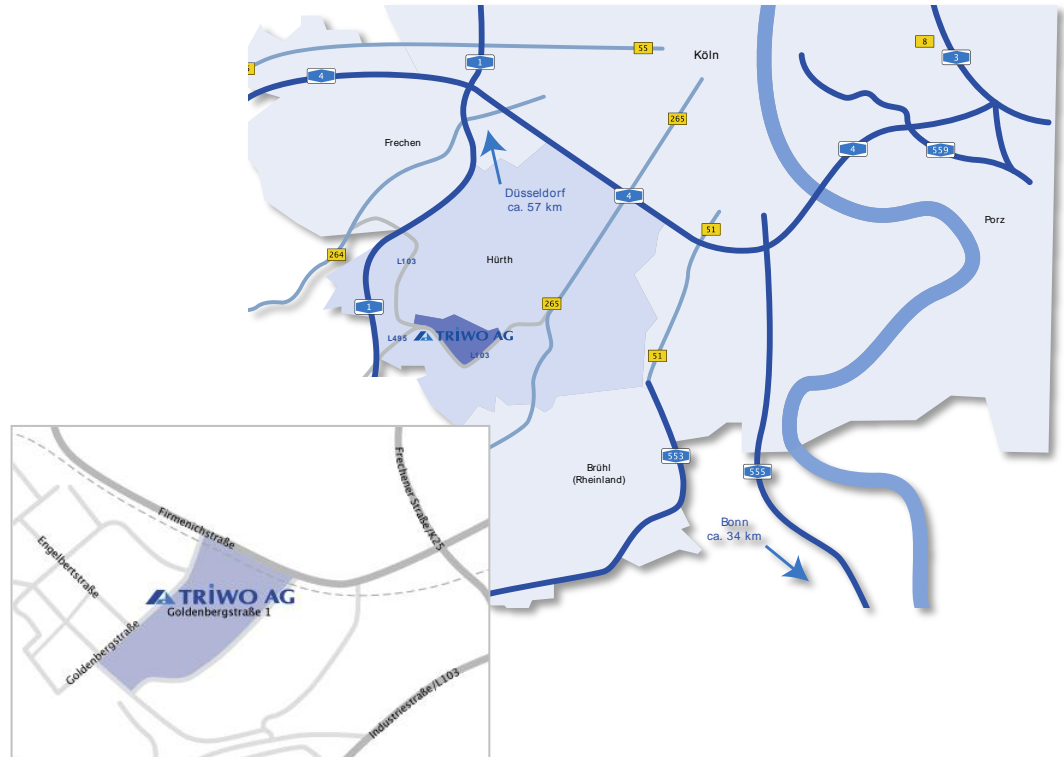 1
55
Köln
8
3
4
265
Frechen
4
559
Düsseldorf
ca. 57 km
4
Porz
51
264
L103
Hürth
265
1
L495
TRIWO AG
L103
51
553
Brühl
(Rheinland)
555
Bonn
ca. 34 km
Frechener Straße/K25
Firmenichstraße
Engelbertstraße
TRIWO AG
Goldenbergstraße 1
Goldenbergstraße
Industriestraße/L103